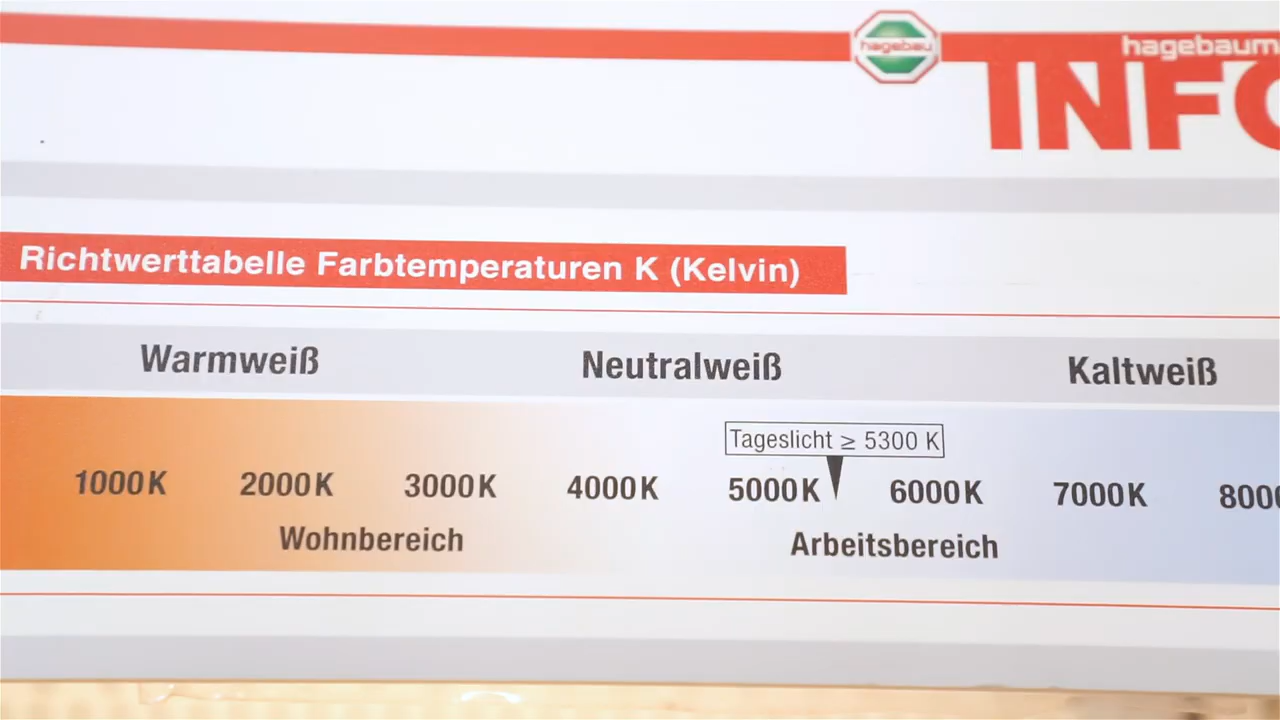 hagebau
hagebaum
INFO
Richtwerttabelle Farbtemperaturen K (Kelvin)
Warmweiß Neutralweiß Kaltweiß
Tageslicht ≥ 5300 K
1000K 2000K 3000K 4000K 5000K 6000K 7000K 800
Wohnbereich Arbeitsbereich